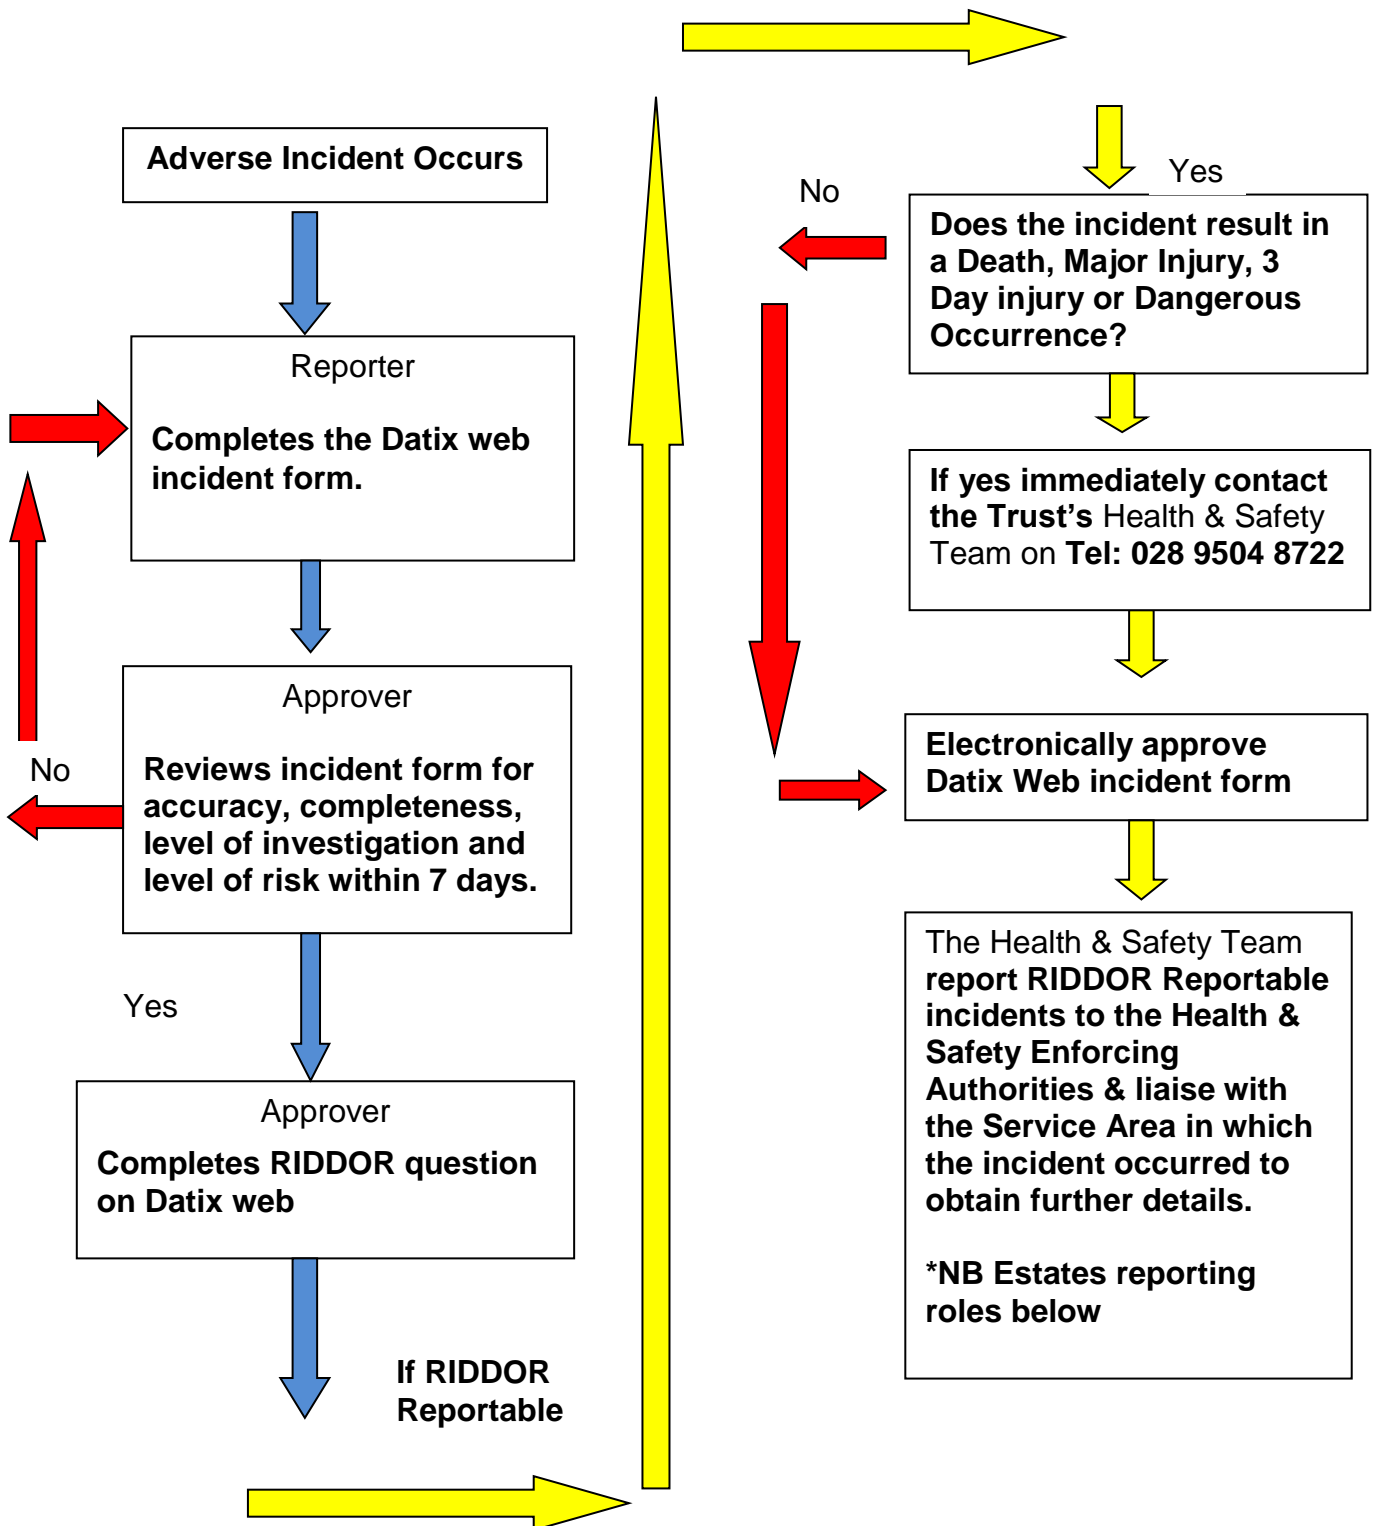 Adverse Incident Occurs
Reporter
Completes the Datix web
incident form.
Approver
Reviews incident form for
accuracy, completeness,
level of investigation and
level of risk within 7 days.
No
Yes
Approver
Completes RIDDOR question
on Datix web
If RIDDOR
Reportable
Yes
No
Does the incident result in
a Death, Major Injury, 3
Day injury or Dangerous
Occurrence?
If yes immediately contact
the Trust’s Health & Safety
Team on Tel: 028 9504 8722
Electronically approve
Datix Web incident form
The Health & Safety Team
report RIDDOR Reportable
incidents to the Health &
Safety Enforcing
Authorities & liaise with
the Service Area in which
the incident occurred to
obtain further details.
*NB Estates reporting
roles below